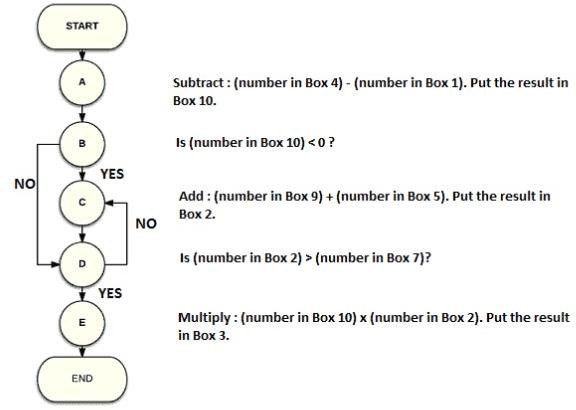 START
A
Subtract : (number in Box 4) - (number in Box 1). Put the result in
Box 10.
B
Is (number in Box 10) < 0 ?
NO
YES
C
Add : (number in Box 9) + (number in Box 5). Put the result in
Box 2.
NO
D
Is (number in Box 2) > (number in Box 7)?
YES
E
Multiply : (number in Box 10) x (number in Box 2). Put the result
in Box 3.
END